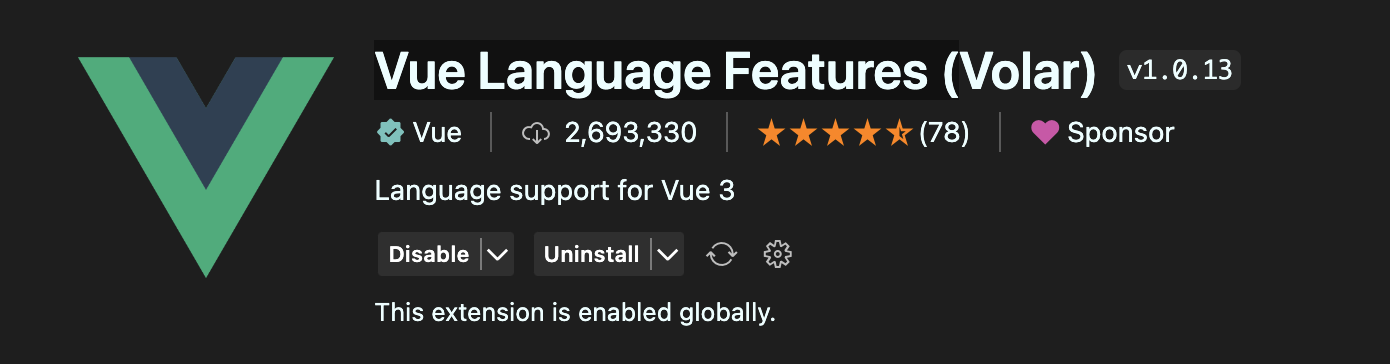 Vue Language Features (Volar) v1.0.13
Vue 2,693,330 (78) Sponsor
Language support for Vue 3
Disable Uninstall
This extension is enabled globally.